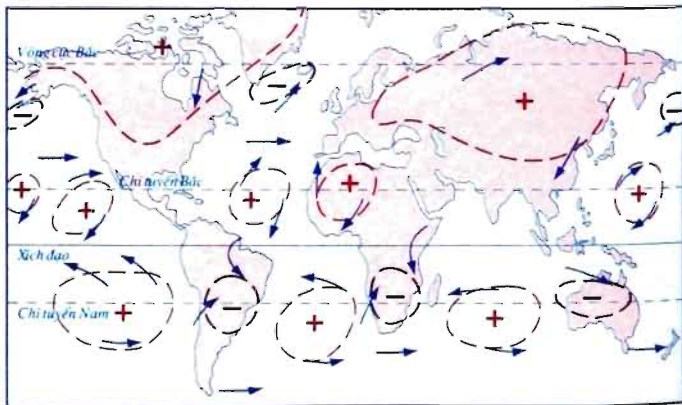 Vòng cực Bắc
Chí tuyến Bắc
Xích đạo
Chí tuyến Nam